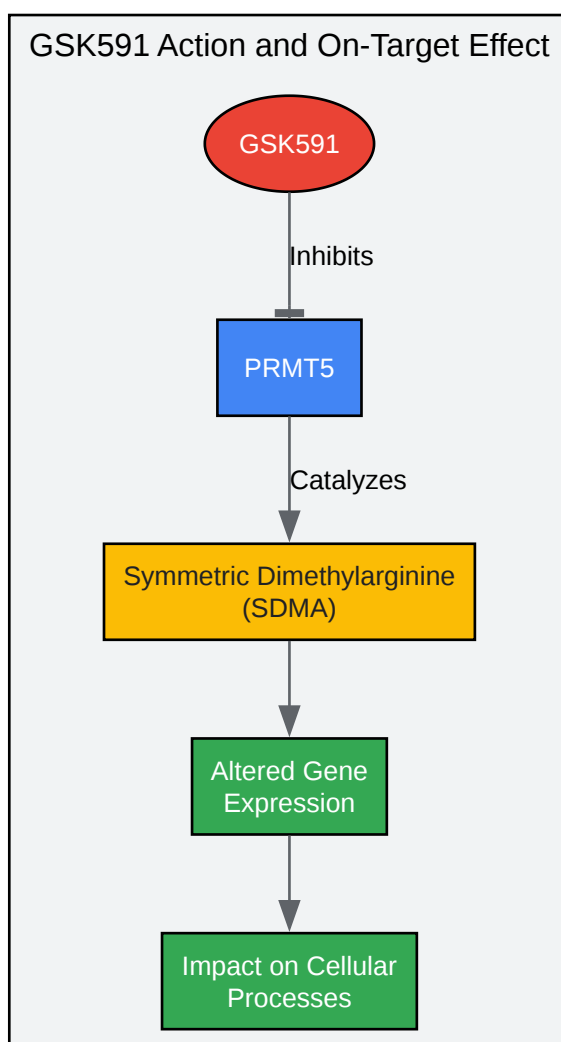 GSK591 Action and On-Target Effect
GSK591
Inhibits
PRMT5
Catalyzes
Symmetric Dimethylarginine
(SDMA)
Altered Gene
Expression
Impact on Cellular
Processes